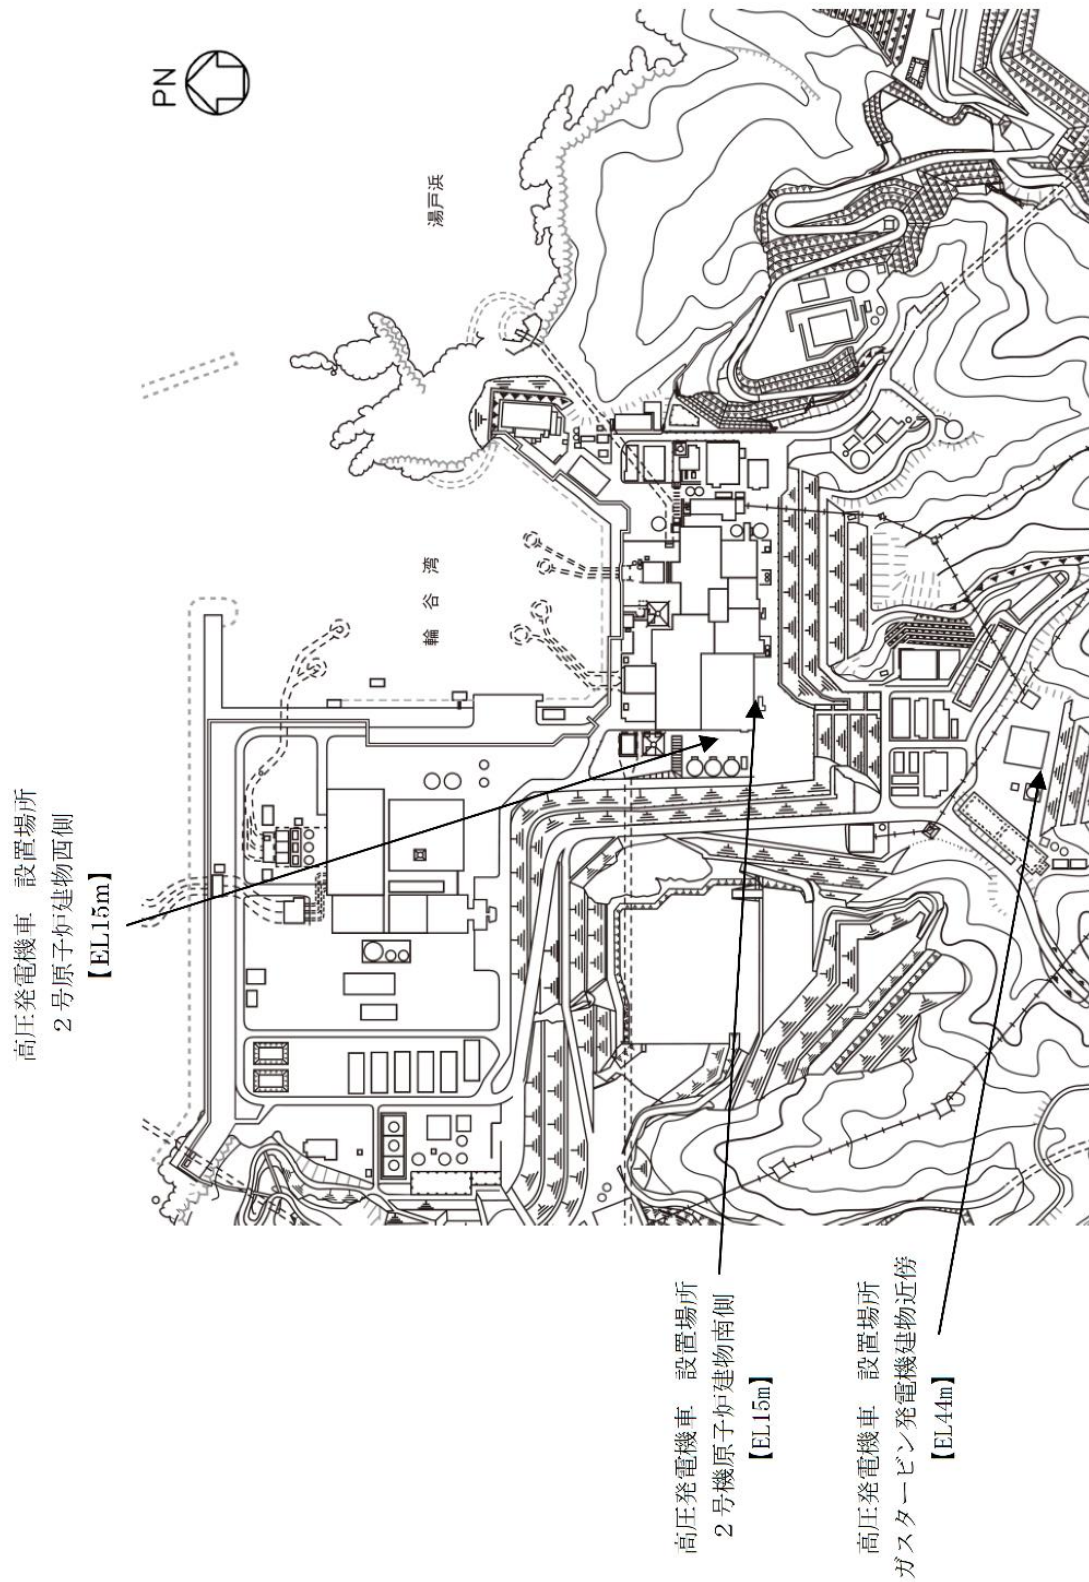 高圧発電機車　設置場所
２号原子炉建物西側
【EL15m】
PN
湯戸浜
輪谷湾
高圧発電機車　設置場所
２号機原子炉建物南側
【EL15m】
高圧発電機車　設置場所
ガスタービン発電機建物近傍
【EL44m】